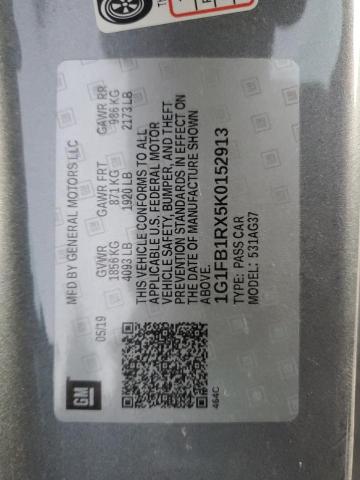 GM
MFD BY GENERAL MOTORS LLC
05/19
GVWR GAWR FRT GAWR RR
1856 KG 871 KG 986 KG
4093 LB 1920 LB 2173 LB
THIS VEHICLE CONFORMS TO ALL
APPLICABLE U.S. FEDERAL MOTOR
VEHICLE SAFETY, BUMPER, AND THEFT
PREVENTION STANDARDS IN EFFECT ON
THE DATE OF MANUFACTURE SHOWN
ABOVE.
1G1FB1RX5K0152913
TYPE: PASS CAR
MODEL: 531AG37
464C